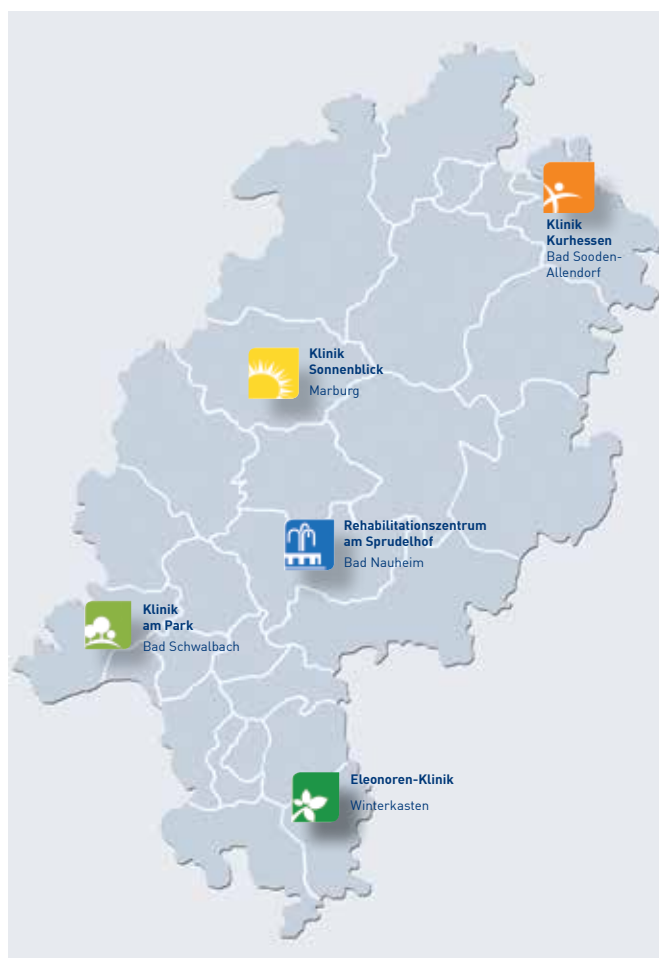 Klinik
Kurhessen
Bad Sooden-
Allendorf
Klinik
Sonnenblick
Marburg
Rehabilitationszentrum
am Sprudelhof
Bad Nauheim
Klinik
am Park
Bad Schwalbach
Eleonoren-Klinik
Winterkasten